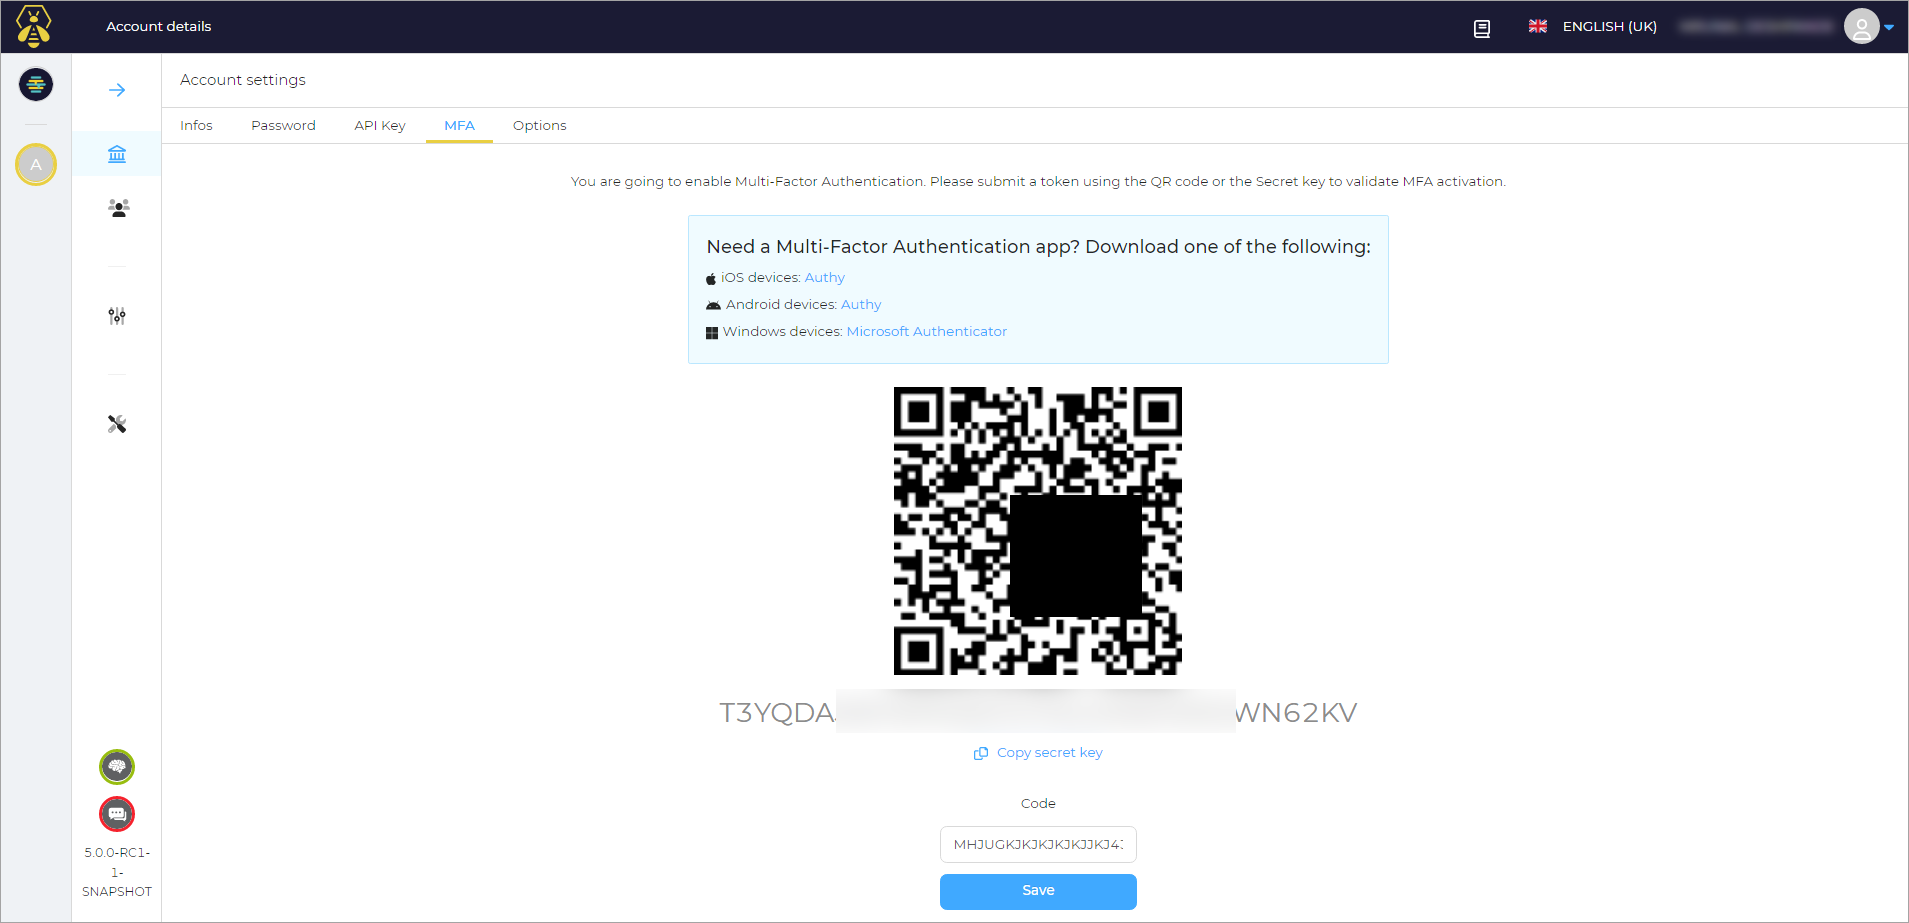 Account details
ENGLISH (UK)
A
Account settings
Infos Password API Key MFA Options
You are going to enable Multi-Factor Authentication. Please submit a token using the QR code or the Secret key to validate MFA activation.
Need a Multi-Factor Authentication app? Download one of the following:
iOS devices: Authy
Android devices: Authy
Windows devices: Microsoft Authenticator
T3YQDA WN62KV
Copy secret key
Code
MHJUGKJKJKJKJKJJKJ4
Save
5.0.0-RC1-
1-
SNAPSHOT